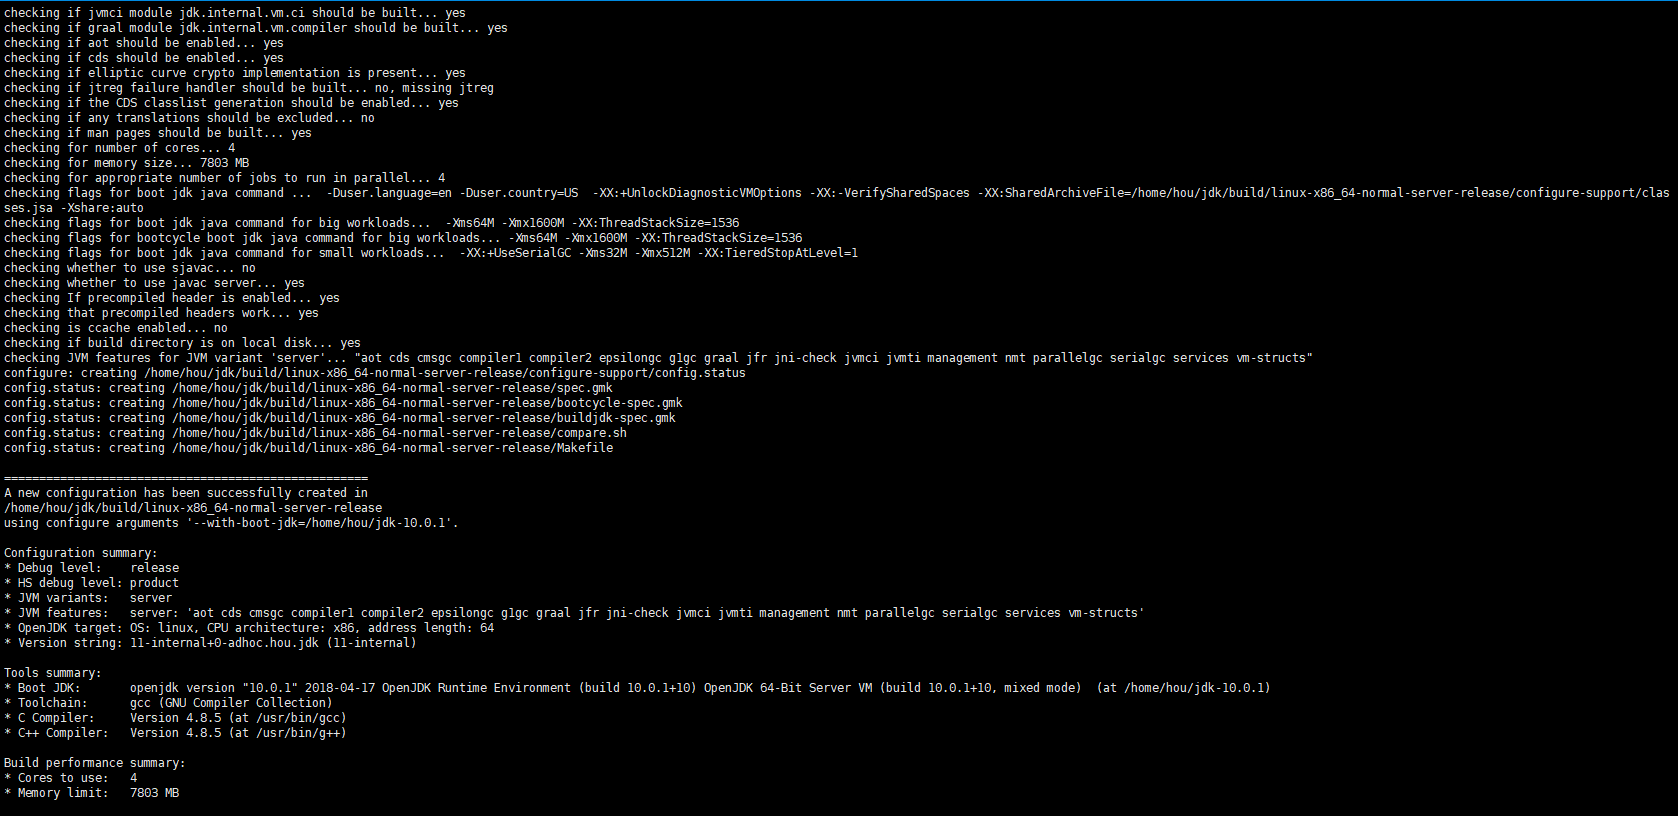 checking if jvmci module jdk.internal.vm.ci should be built... yes
checking if graal module jdk.internal.vm.compiler should be built... yes
checking if aot should be enabled... yes
checking if cds should be enabled... yes
checking if elliptic curve crypto implementation is present... yes
checking if jtreg failure handler should be built... no, missing jtreg
checking if the CDS classlist generation should be enabled... yes
checking if any translations should be excluded... no
checking if man pages should be built... yes
checking for number of cores... 4
checking for memory size... 7803 MB
checking for appropriate number of jobs to run in parallel... 4
checking flags for boot jdk java command ...  -Duser.language=en -Duser.country=US  -XX:+UnlockDiagnosticVMOptions -XX:-VerifySharedSpaces -XX:SharedArchiveFile=/home/hou/jdk/build/linux-x86_64-normal-server-release/configure-support/clas
ses.jsa -Xshare:auto
checking flags for boot jdk java command for big workloads...  -Xms64M -Xmx1600M -XX:ThreadStackSize=1536
checking flags for bootcycle boot jdk java command for big workloads... -Xms64M -Xmx1600M -XX:ThreadStackSize=1536
checking flags for boot jdk java command for small workloads...  -XX:+UseSerialGC -Xms32M -Xmx512M -XX:TieredStopAtLevel=1
checking whether to use sjavac... no
checking whether to use javac server... yes
checking If precompiled header is enabled... yes
checking that precompiled headers work... yes
checking is ccache enabled... no
checking if build directory is on local disk... yes
checking JVM features for JVM variant 'server'... "aot cds cmsgc compiler1 compiler2 epsilongc g1gc graal jfr jni-check jvmci jvmti management nmt parallelgc serialgc services vm-structs"
configure: creating /home/hou/jdk/build/linux-x86_64-normal-server-release/configure-support/config.status
config.status: creating /home/hou/jdk/build/linux-x86_64-normal-server-release/spec.gmk
config.status: creating /home/hou/jdk/build/linux-x86_64-normal-server-release/bootcycle-spec.gmk
config.status: creating /home/hou/jdk/build/linux-x86_64-normal-server-release/buildjdk-spec.gmk
config.status: creating /home/hou/jdk/build/linux-x86_64-normal-server-release/compare.sh
config.status: creating /home/hou/jdk/build/linux-x86_64-normal-server-release/Makefile
====================================================
A new configuration has been successfully created in
/home/hou/jdk/build/linux-x86_64-normal-server-release
using configure arguments '--with-boot-jdk=/home/hou/jdk-10.0.1'.
Configuration summary:
* Debug level:    release
* HS debug level: product
* JVM variants:   server
* JVM features:   server: 'aot cds cmsgc compiler1 compiler2 epsilongc g1gc graal jfr jni-check jvmci jvmti management nmt parallelgc serialgc services vm-structs'
* OpenJDK target: OS: linux, CPU architecture: x86, address length: 64
* Version string: 11-internal+0-adhoc.hou.jdk (11-internal)
Tools summary:
* Boot JDK:       openjdk version "10.0.1" 2018-04-17 OpenJDK Runtime Environment (build 10.0.1+10) OpenJDK 64-Bit Server VM (build 10.0.1+10, mixed mode)  (at /home/hou/jdk-10.0.1)
* Toolchain:      gcc (GNU Compiler Collection)
* C Compiler:     Version 4.8.5 (at /usr/bin/gcc)
* C++ Compiler:   Version 4.8.5 (at /usr/bin/g++)
Build performance summary:
* Cores to use:   4
* Memory limit:   7803 MB